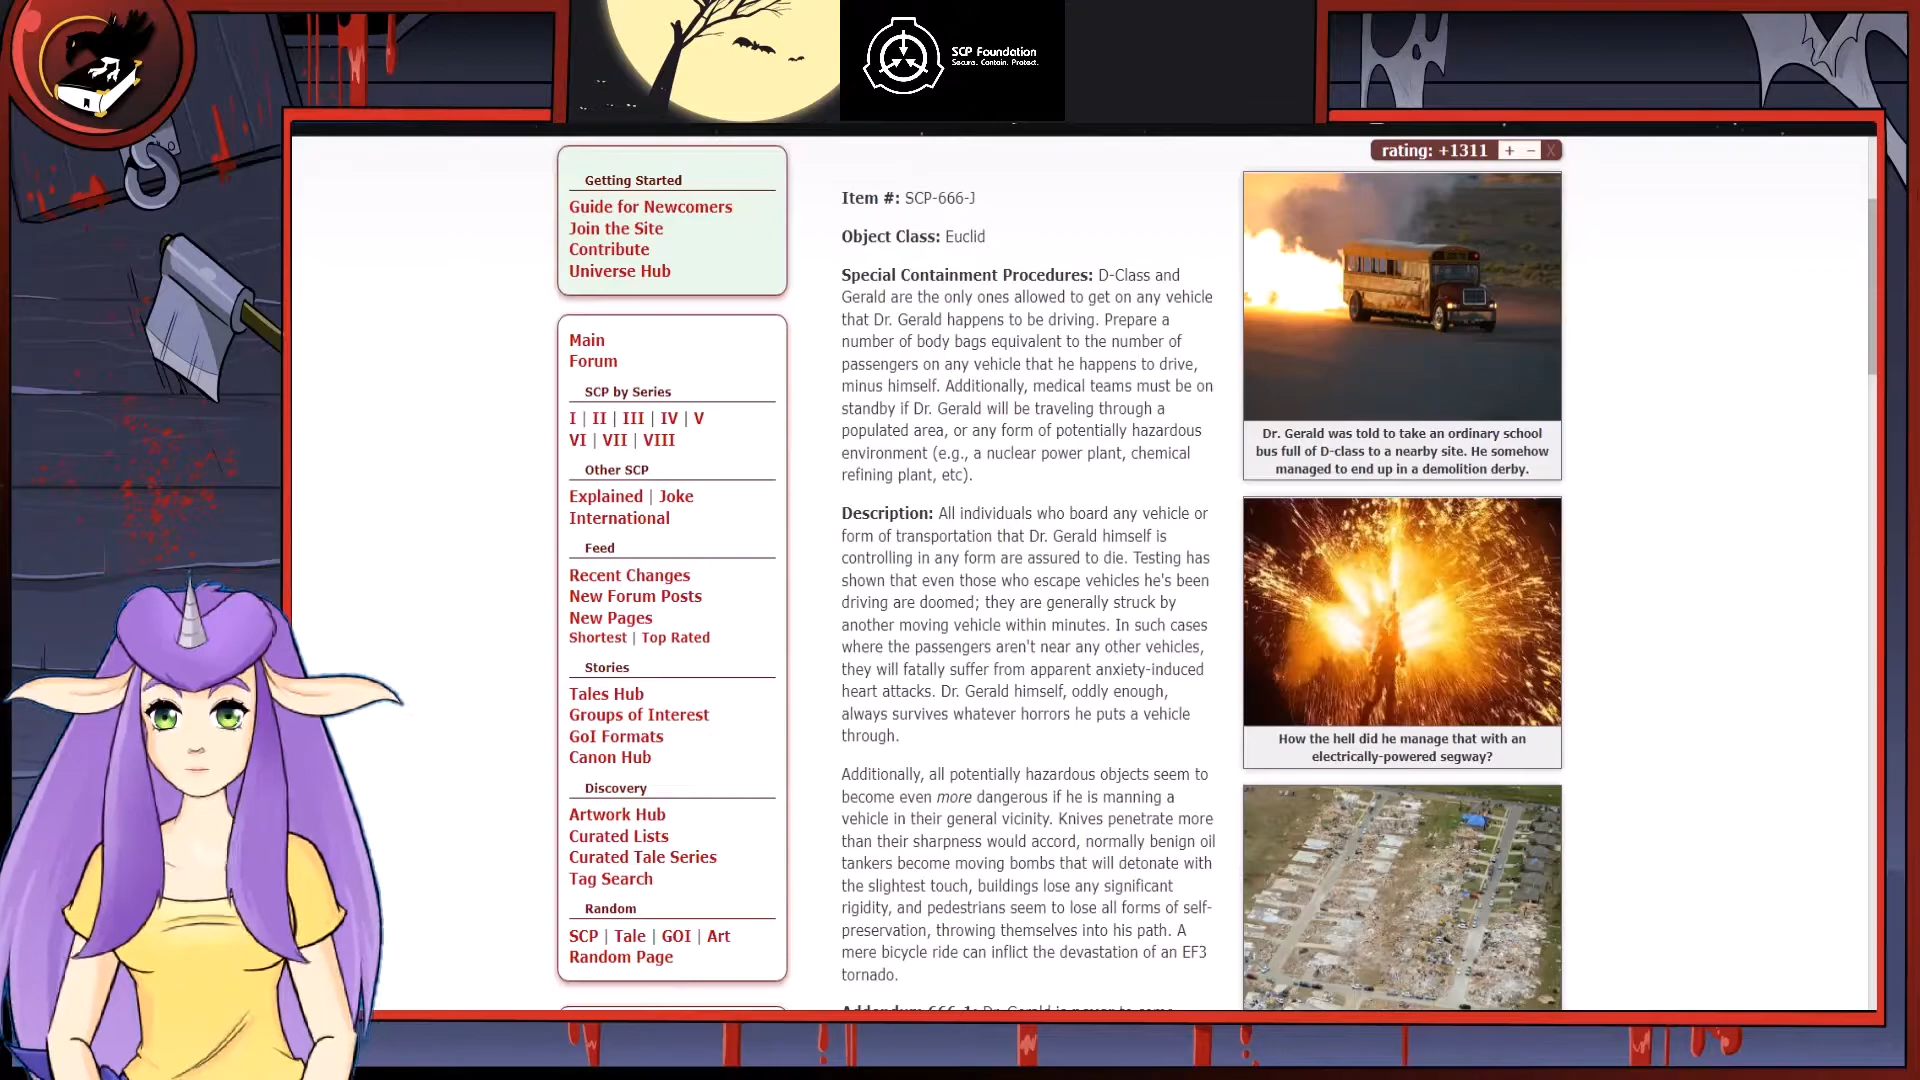 SCP Foundation
Secure. Contain. Protect.
rating: +1311 + − X
Getting Started
Guide for Newcomers
Join the Site
Contribute
Universe Hub
Main
Forum
SCP by Series
I | II | III | IV | V
VI | VII | VIII
Other SCP
Explained | Joke
International
Feed
Recent Changes
New Forum Posts
New Pages
Shortest | Top Rated
Stories
Tales Hub
Groups of Interest
GoI Formats
Canon Hub
Discovery
Artwork Hub
Curated Lists
Curated Tale Series
Tag Search
Random
SCP | Tale | GOI | Art
Random Page
Item #: SCP-666-J
Object Class: Euclid
Special Containment Procedures: D-Class and
Gerald are the only ones allowed to get on any vehicle
that Dr. Gerald happens to be driving. Prepare a
number of body bags equivalent to the number of
passengers on any vehicle that he happens to drive,
minus himself. Additionally, medical teams must be on
standby if Dr. Gerald will be traveling through a
populated area, or any form of potentially hazardous
environment (e.g., a nuclear power plant, chemical
refining plant, etc).
Description: All individuals who board any vehicle or
form of transportation that Dr. Gerald himself is
controlling in any form are assured to die. Testing has
shown that even those who escape vehicles he's been
driving are doomed; they are generally struck by
another moving vehicle within minutes. In such cases
where the passengers aren't near any other vehicles,
they will fatally suffer from apparent anxiety-induced
heart attacks. Dr. Gerald himself, oddly enough,
always survives whatever horrors he puts a vehicle
through.
Additionally, all potentially hazardous objects seem to
become even more dangerous if he is manning a
vehicle in their general vicinity. Knives penetrate more
than their sharpness would accord, normally benign oil
tankers become moving bombs that will detonate with
the slightest touch, buildings lose any significant
rigidity, and pedestrians seem to lose all forms of self-
preservation, throwing themselves into his path. A
mere bicycle ride can inflict the devastation of an EF3
tornado.
Addendum 666-1: Dr. Gerald is never to come
Dr. Gerald was told to take an ordinary school
bus full of D-class to a nearby site. He somehow
managed to end up in a demolition derby.
How the hell did he manage that with an
electrically-powered segway?